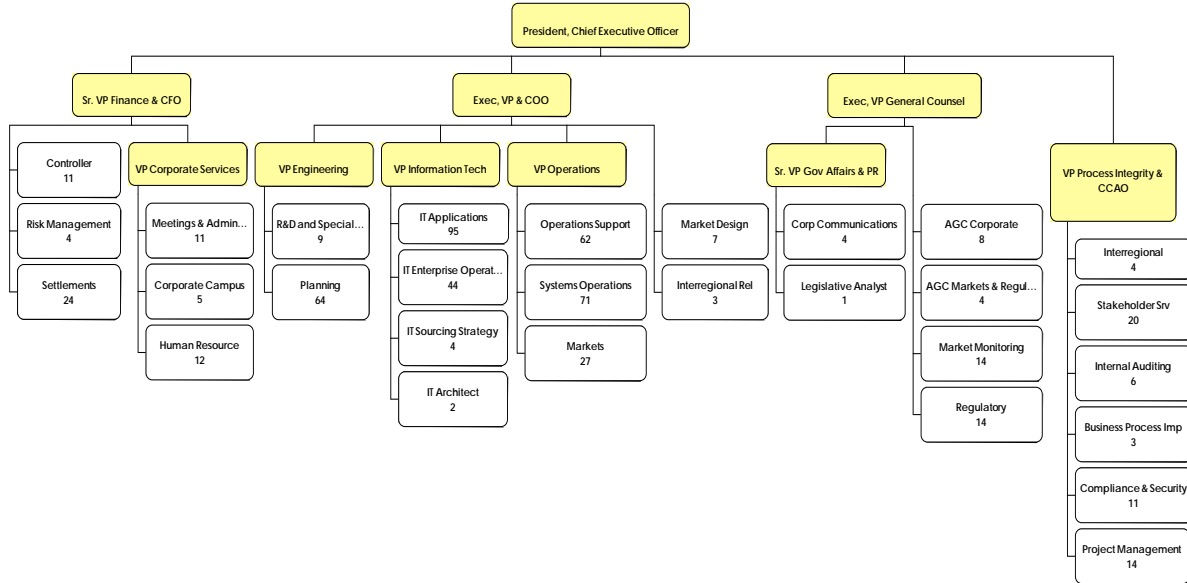 President, Chief Executive Officer
Sr. VP Finance & CFO
Exec, VP & COO
Exec, VP General Counsel
VP Process Integrity &
CCAO
Controller
11
Risk Management
4
Settlements
24
VP Corporate Services
Meetings & Admin...
11
Corporate Campus
5
Human Resource
12
VP Engineering
R&D and Special...
9
Planning
64
VP Information Tech
IT Applications
95
IT Enterprise Operat...
44
IT Sourcing Strategy
4
IT Architect
2
VP Operations
Operations Support
62
Systems Operations
71
Markets
27
Market Design
7
Interregional Rel
3
Sr. VP Gov Affairs & PR
Corp Communications
4
Legislative Analyst
1
AGC Corporate
8
AGC Markets & Regul...
4
Market Monitoring
14
Regulatory
14
Interregional
4
Stakeholder Srv
20
Internal Auditing
6
Business Process Imp
3
Compliance & Security
11
Project Management
14